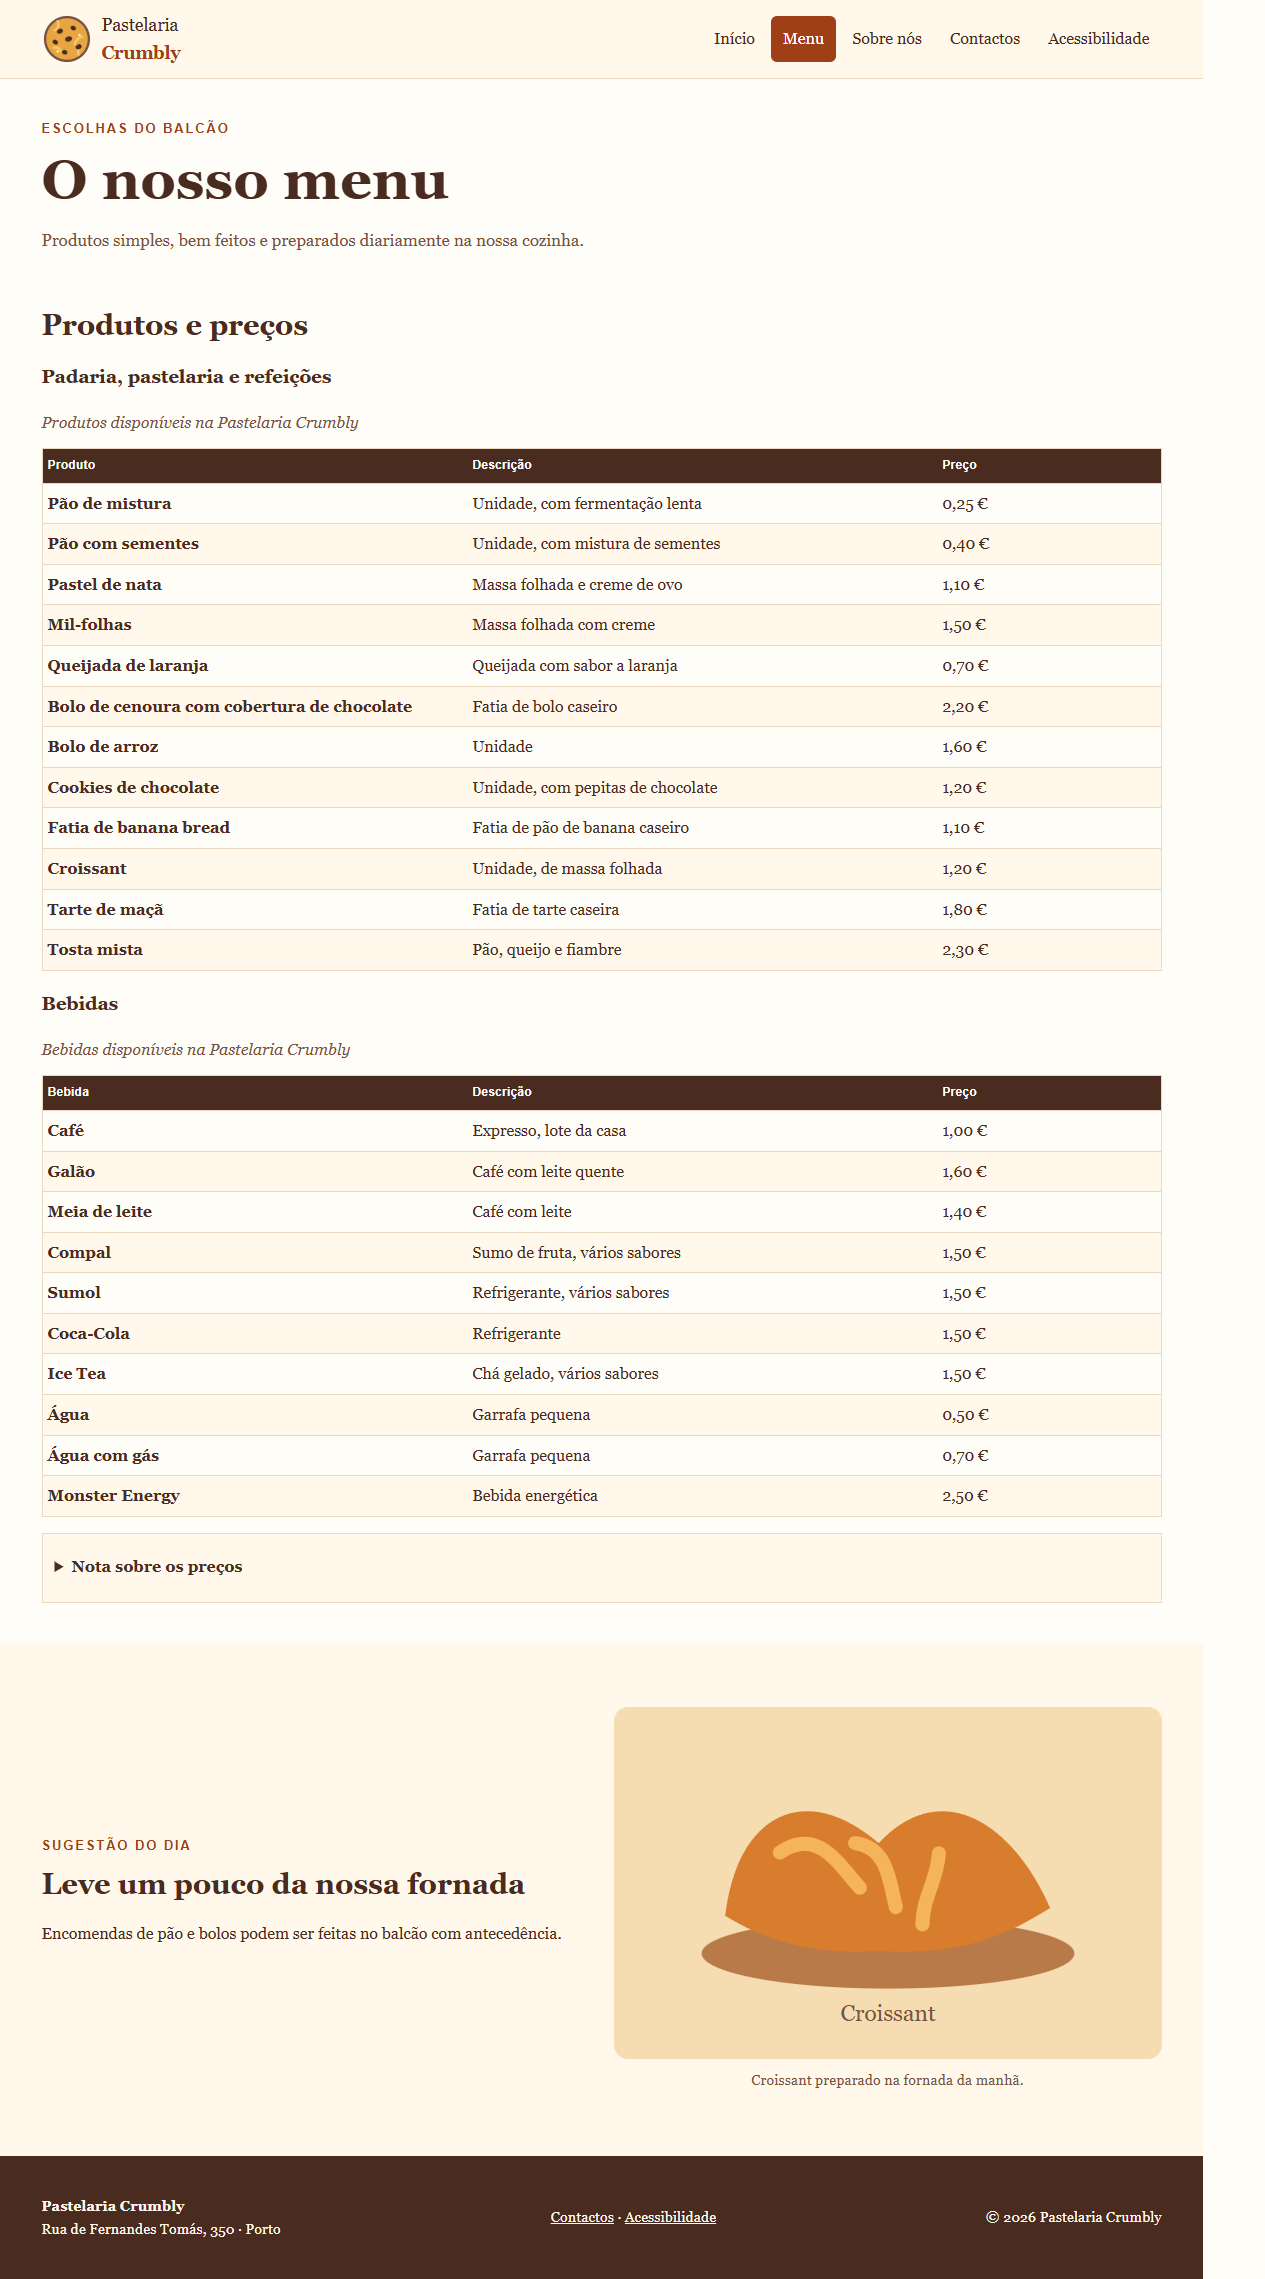 Pastelaria
Crumbly
Início Menu Sobre nós Contactos Acessibilidade
ESCOLHAS DO BALCÃO
O nosso menu
Produtos simples, bem feitos e preparados diariamente na nossa cozinha.
Produtos e preços
Padaria, pastelaria e refeições
Produtos disponíveis na Pastelaria Crumbly
Produto Descrição Preço
Pão de mistura Unidade, com fermentação lenta 0,25 €
Pão com sementes Unidade, com mistura de sementes 0,40 €
Pastel de nata Massa folhada e creme de ovo 1,10 €
Mil-folhas Massa folhada com creme 1,50 €
Queijada de laranja Queijada com sabor a laranja 0,70 €
Bolo de cenoura com cobertura de chocolate Fatia de bolo caseiro 2,20 €
Bolo de arroz Unidade 1,60 €
Cookies de chocolate Unidade, com pepitas de chocolate 1,20 €
Fatia de banana bread Fatia de pão de banana caseiro 1,10 €
Croissant Unidade, de massa folhada 1,20 €
Tarte de maçã Fatia de tarte caseira 1,80 €
Tosta mista Pão, queijo e fiambre 2,30 €
Bebidas
Bebidas disponíveis na Pastelaria Crumbly
Bebida Descrição Preço
Café Expresso, lote da casa 1,00 €
Galão Café com leite quente 1,60 €
Meia de leite Café com leite 1,40 €
Compal Sumo de fruta, vários sabores 1,50 €
Sumol Refrigerante, vários sabores 1,50 €
Coca-Cola Refrigerante 1,50 €
Ice Tea Chá gelado, vários sabores 1,50 €
Água Garrafa pequena 0,50 €
Água com gás Garrafa pequena 0,70 €
Monster Energy Bebida energética 2,50 €
Nota sobre os preços
SUGESTÃO DO DIA
Leve um pouco da nossa fornada
Encomendas de pão e bolos podem ser feitas no balcão com antecedência.
Croissant
Croissant preparado na fornada da manhã.
Pastelaria Crumbly
Rua de Fernandes Tomás, 350 · Porto
Contactos · Acessibilidade
© 2026 Pastelaria Crumbly